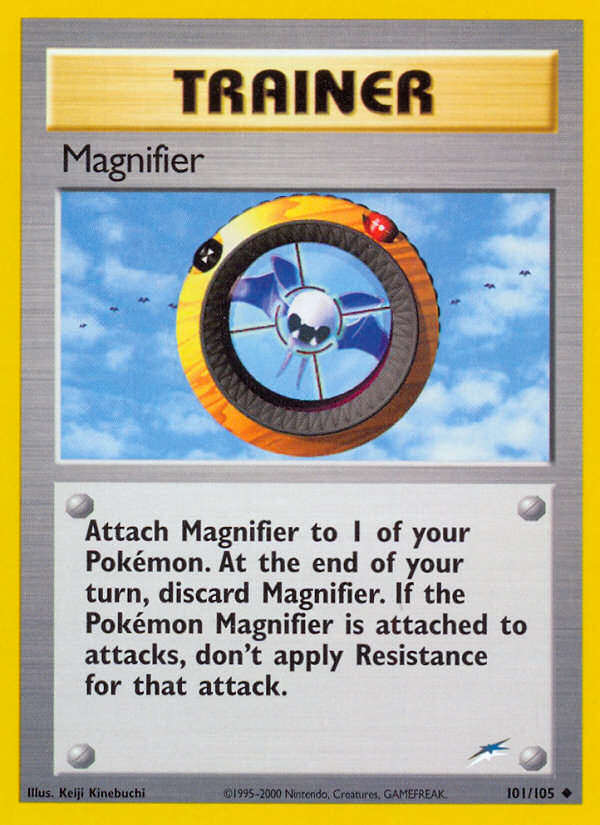 TRAINER
Magnifier
Attach Magnifier to 1 of your
Pokémon. At the end of your
turn, discard Magnifier. If the
Pokémon Magnifier is attached to
attacks, don't apply Resistance
for that attack.
Illus. Keiji Kinebuchi ©1995-2000 Nintendo, Creatures, GAMEFREAK. 101/105